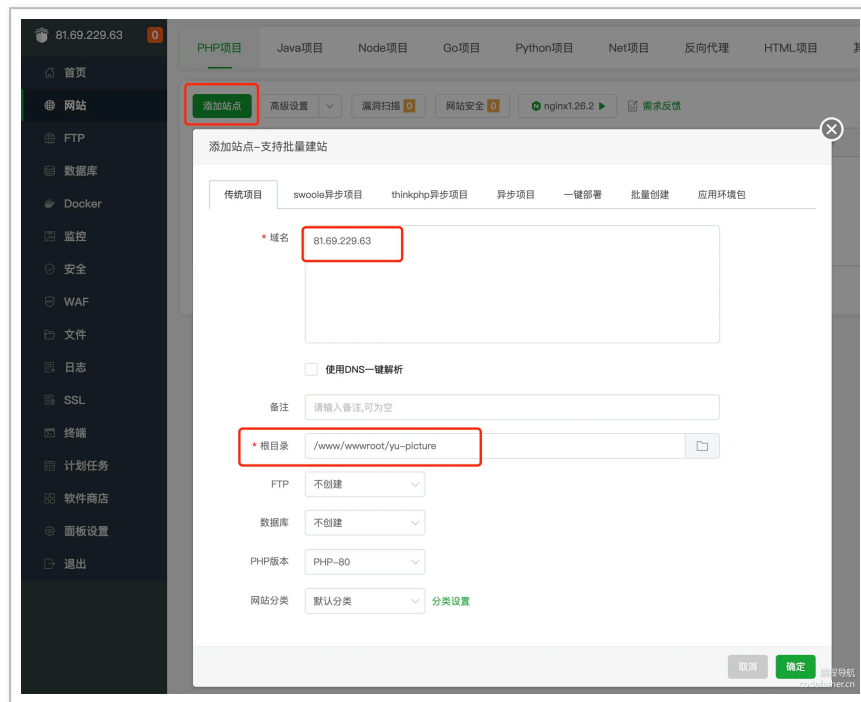 81.69.229.63 0
PHP项目 Java项目 Node项目 Go项目 Python项目 Net项目 反向代理 HTML项目
首页
网站
添加站点 高级设置 漏洞扫描 0 网站安全 0 nginx1.26.2 需求反馈
FTP
添加站点-支持批量建站
数据库
传统项目 swoole异步项目 thinkphp异步项目 异步项目 一键部署 批量创建 应用环境包
Docker
监控
* 域名 81.69.229.63
安全
WAF
文件
日志
使用DNS一键解析
SSL
备注 请输入备注,可为空
终端
* 根目录 /www/wwwroot/yu-picture
计划任务
FTP 不创建
软件商店
数据库 不创建
面板设置
PHP版本 PHP-80
退出
网站分类 默认分类 分类设置
取消 确定
编程导航
codefather.cn